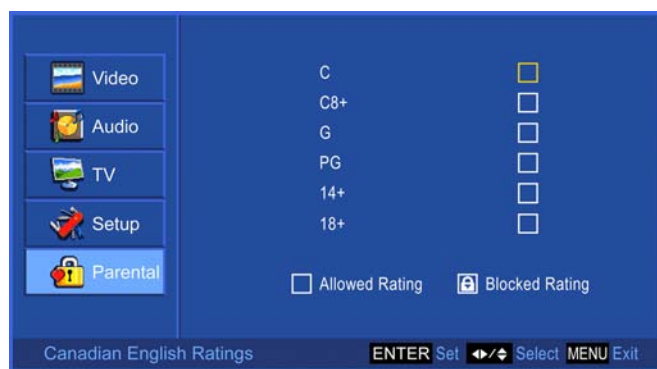 Video
Audio
TV
Setup
Parental
C
C8+
G
PG
14+
18+
Allowed Rating Blocked Rating
Canadian English Ratings ENTER Set Select MENU Exit